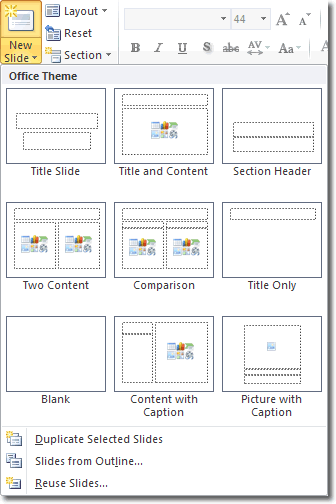 New
Slide
Layout
Reset
Section
44
B I U S abc AV Aa
Office Theme
Title Slide
Title and Content
Section Header
Two Content
Comparison
Title Only
Blank
Content with
Caption
Picture with
Caption
Duplicate Selected Slides
Slides from Outline...
Reuse Slides...